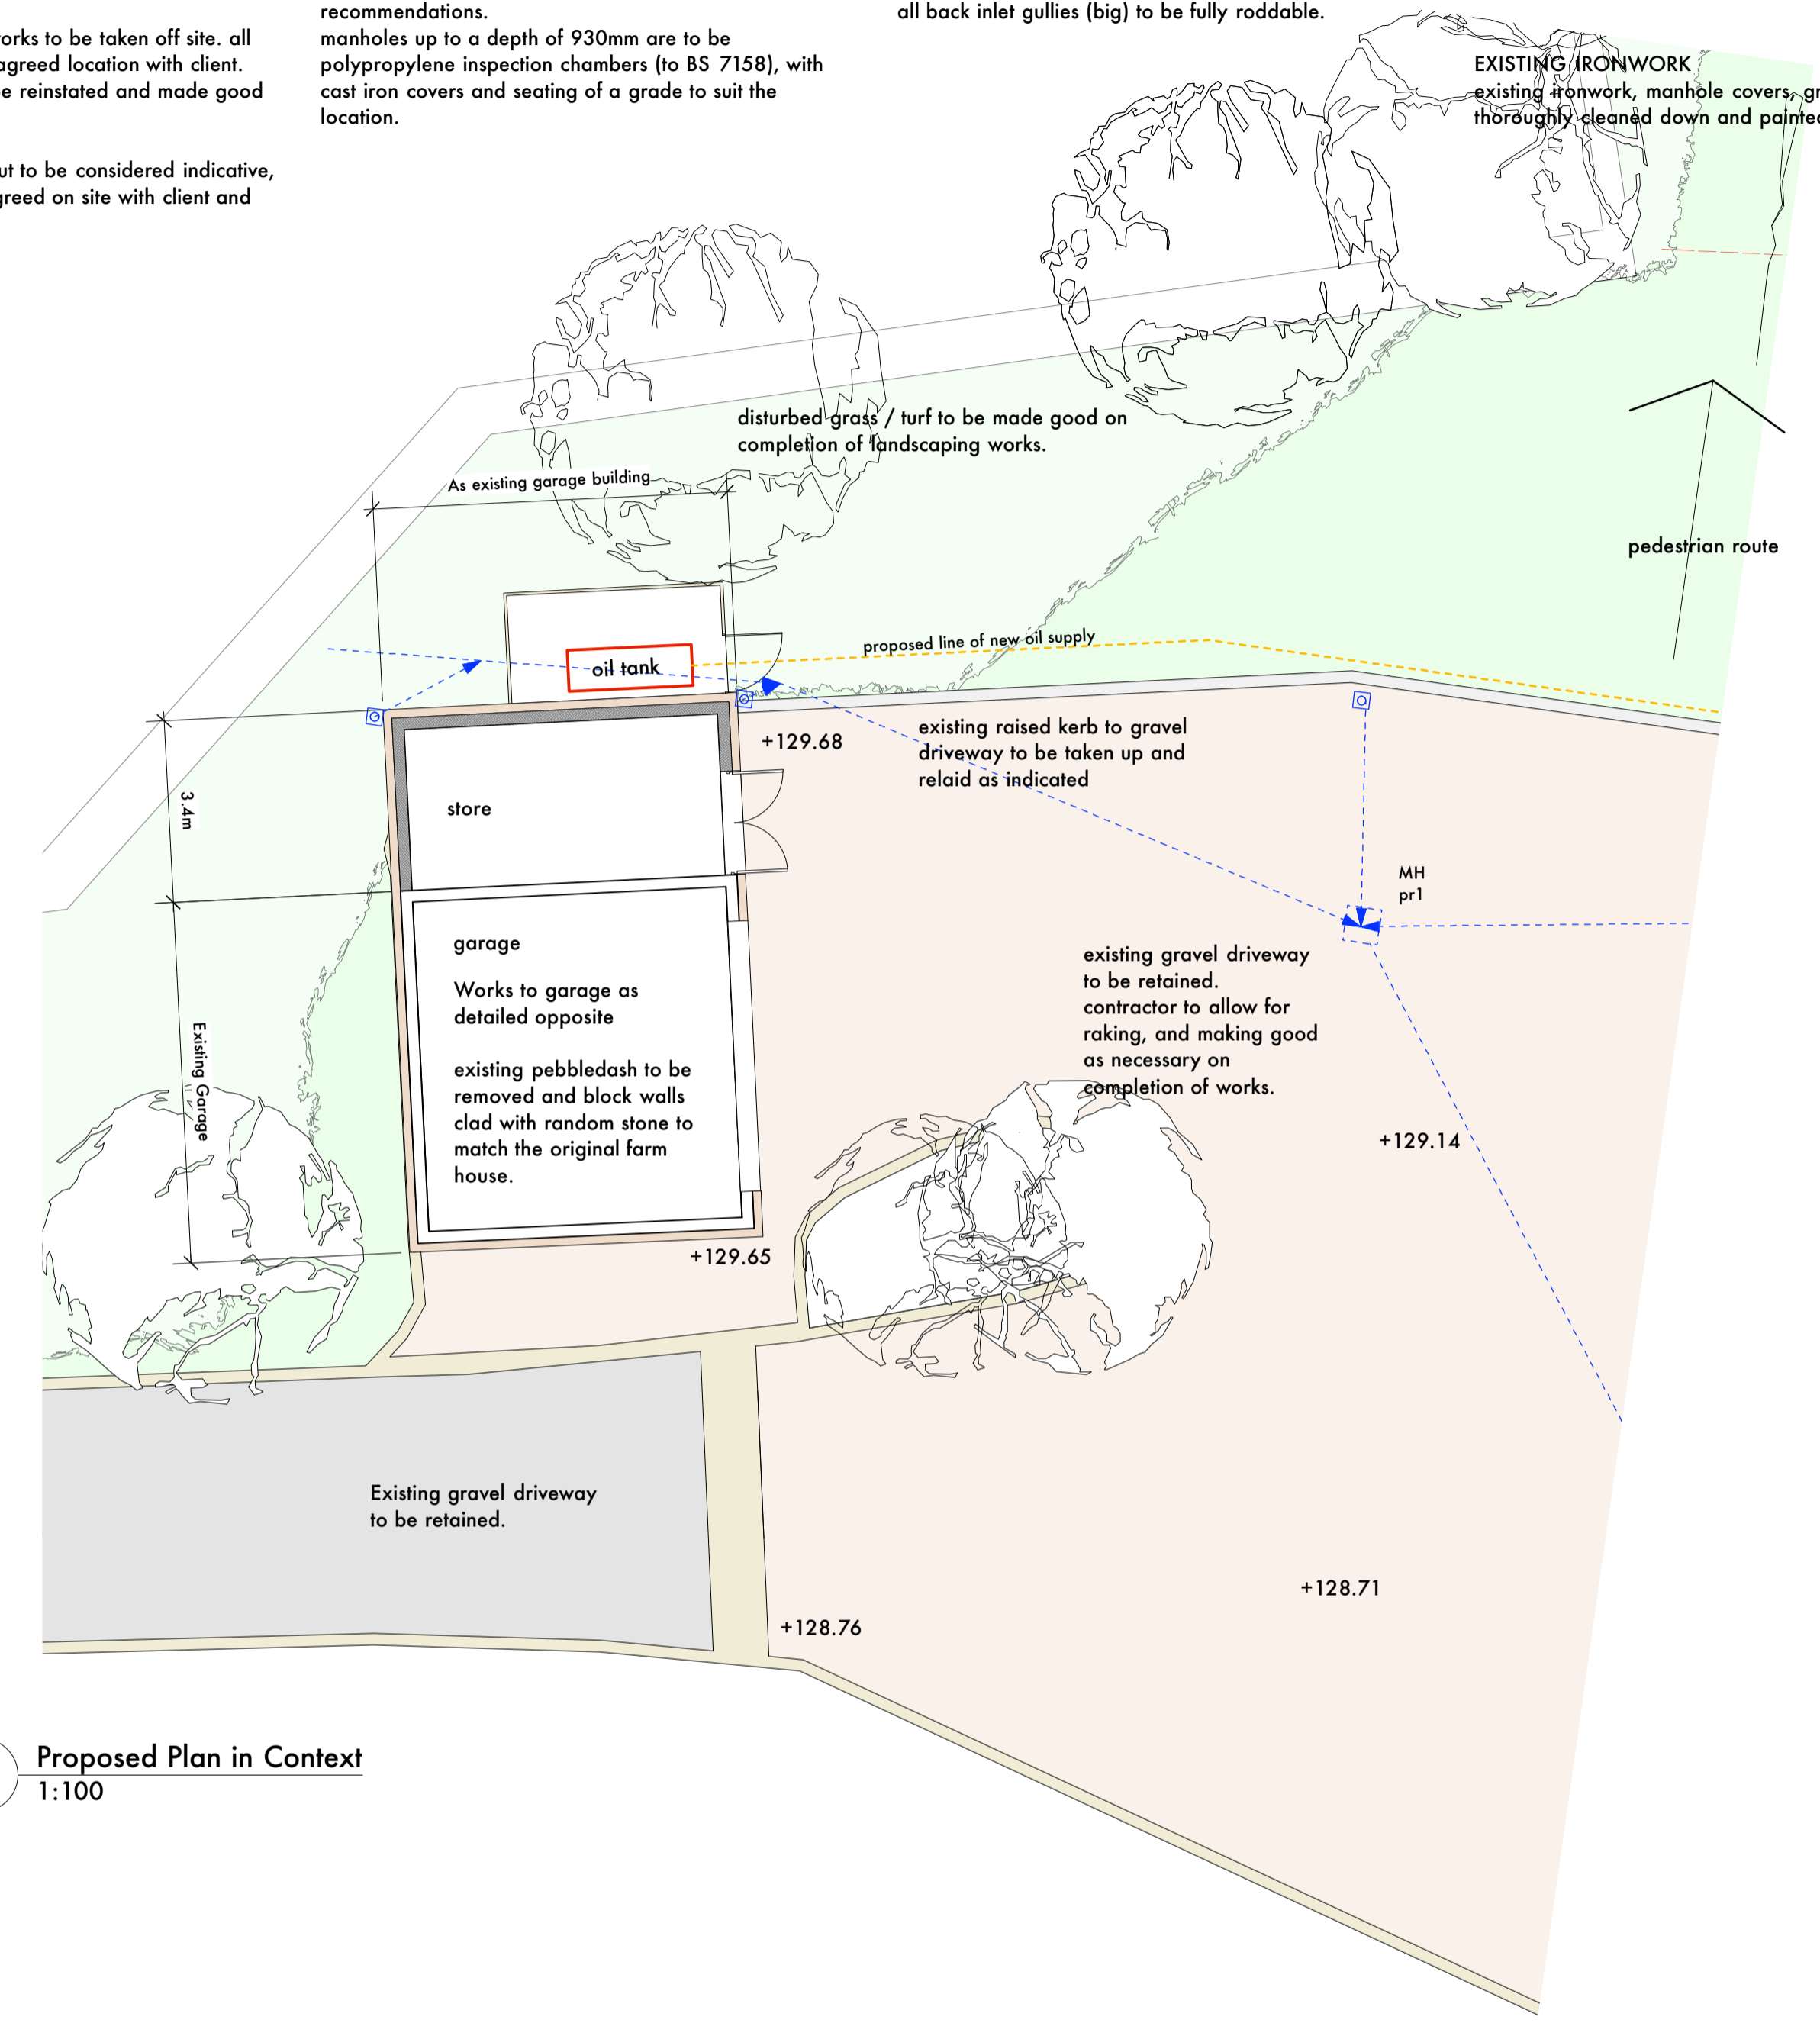 orks to be taken off site. all
agreed location with client.
e reinstated and made good
ut to be considered indicative,
greed on site with client and
recommendations.
manholes up to a depth of 930mm are to be
polypropylene inspection chambers (to BS 7158), with
cast iron covers and seating of a grade to suit the
location.
all back inlet gullies (big) to be fully roddable.
EXISTING IRONWORK
existing ironwork, manhole covers, gr
thoroughly cleaned down and painted
disturbed grass / turf to be made good on
completion of landscaping works.
As existing garage building
pedestrian route
proposed line of new oil supply
oil tank
existing raised kerb to gravel
driveway to be taken up and
relaid as indicated
+129.68
3.4m
store
MH
pr1
garage
Works to garage as
detailed opposite
existing pebbledash to be
removed and block walls
clad with random stone to
match the original farm
house.
existing gravel driveway
to be retained.
contractor to allow for
raking, and making good
as necessary on
completion of works.
Existing Garage
+129.14
+129.65
Existing gravel driveway
to be retained.
+128.71
+128.76
Proposed Plan in Context
1:100